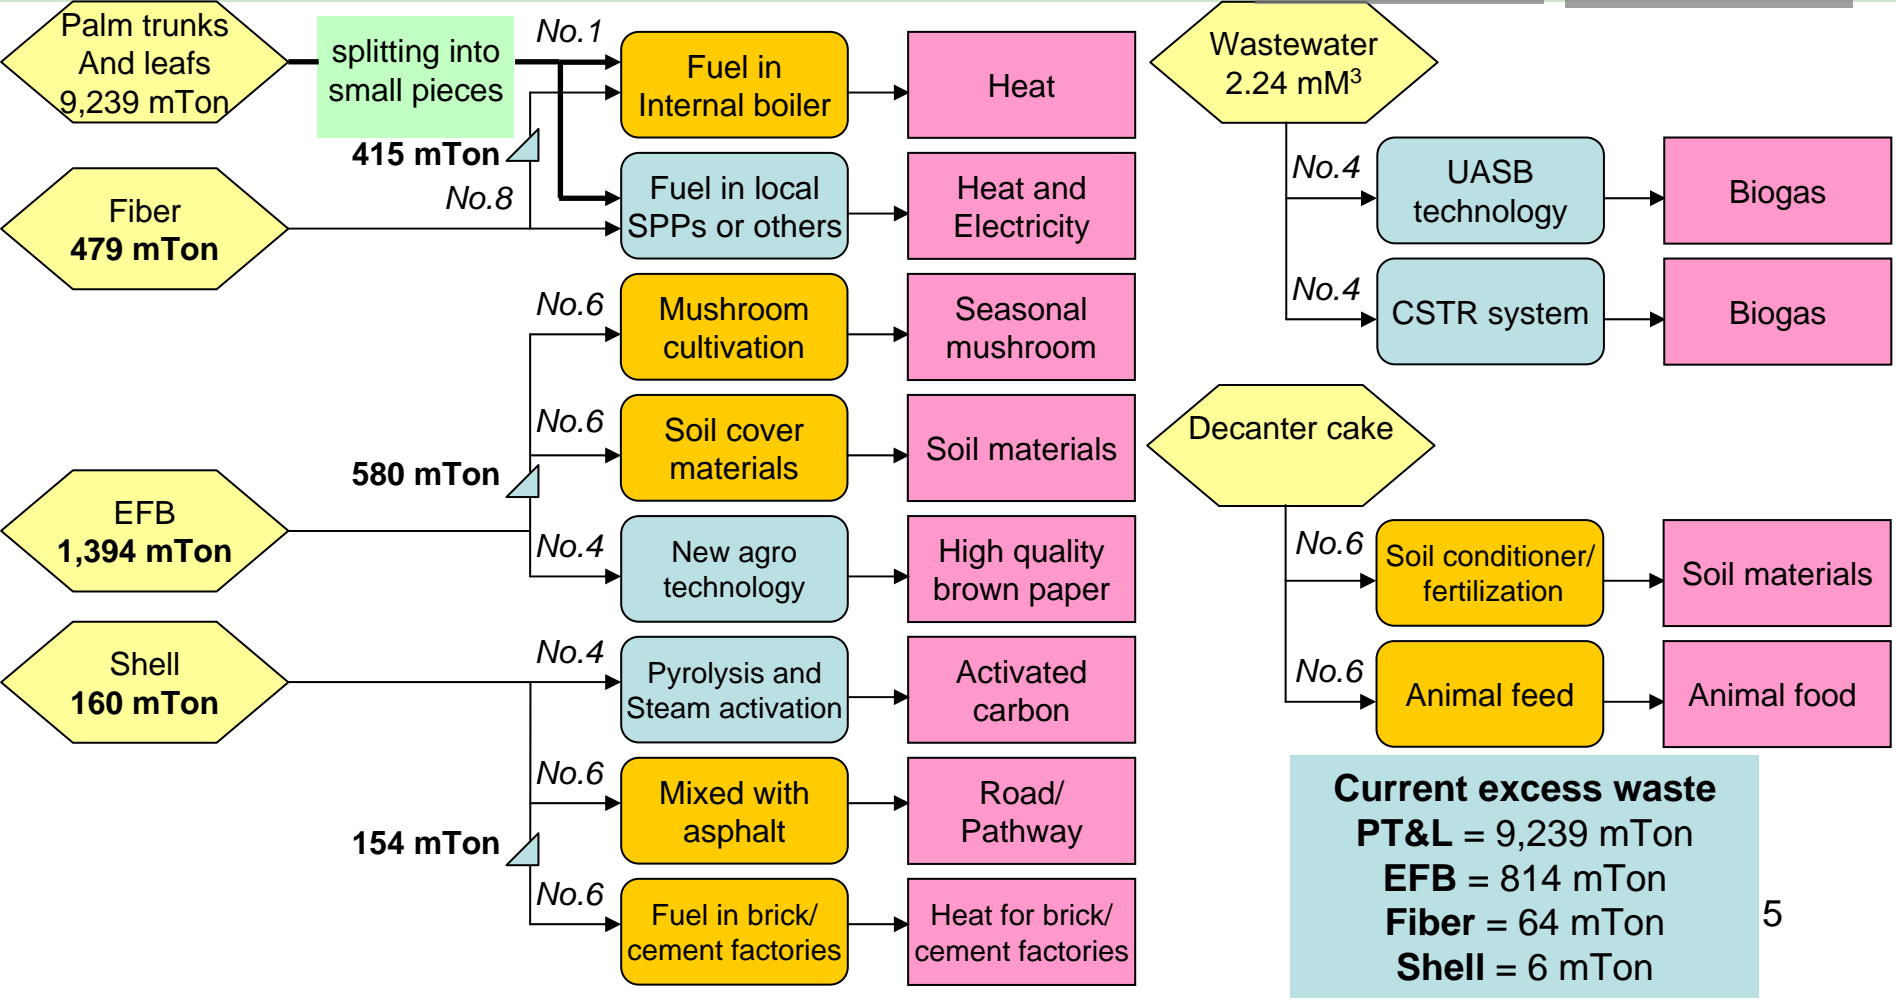 Palm trunks
And leafs
9,239 mTon
splitting into
small pieces
No.1
Fuel in
Internal boiler
Heat
415 mTon
No.8
Fiber
479 mTon
Fuel in local
SPPs or others
Heat and
Electricity
No.6
Mushroom
cultivation
Seasonal
mushroom
No.6
Soil cover
materials
Soil materials
580 mTon
EFB
1,394 mTon
No.4
New agro
technology
High quality
brown paper
Shell
160 mTon
No.4
Pyrolysis and
Steam activation
Activated
carbon
No.6
Mixed with
asphalt
Road/
Pathway
154 mTon
No.6
Fuel in brick/
cement factories
Heat for brick/
cement factories
Wastewater
2.24 mM³
No.4
UASB
technology
Biogas
No.4
CSTR system
Biogas
Decanter cake
No.6
Soil conditioner/
fertilization
Soil materials
No.6
Animal feed
Animal food
Current excess waste
PT&L = 9,239 mTon
EFB = 814 mTon
Fiber = 64 mTon
Shell = 6 mTon
5